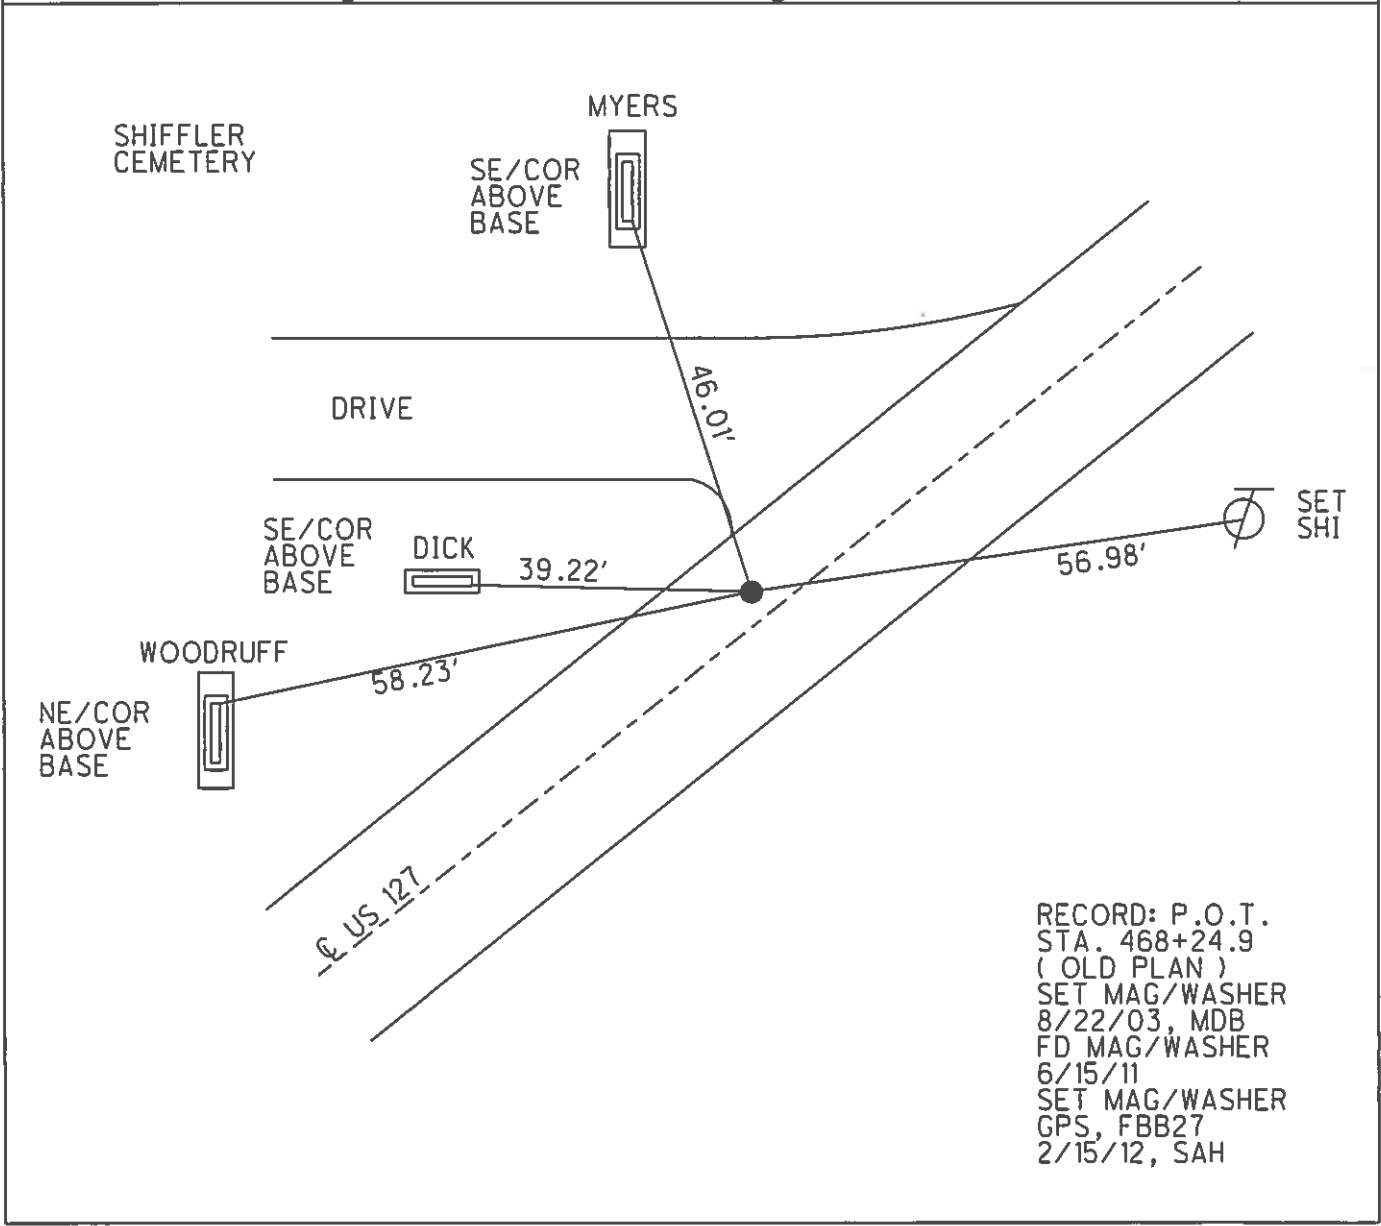 MYERS
SHIFFLER
CEMETERY
SE/COR
ABOVE
BASE
46.01'
DRIVE
SET
SHI
SE/COR
ABOVE
BASE
DICK
39.22'
56.98'
WOODRUFF
58.23'
NE/COR
ABOVE
BASE
℄ US 127
RECORD: P.O.T.
STA. 468+24.9
( OLD PLAN )
SET MAG/WASHER
8/22/03, MDB
FD MAG/WASHER
6/15/11
SET MAG/WASHER
GPS, FBB27
2/15/12, SAH